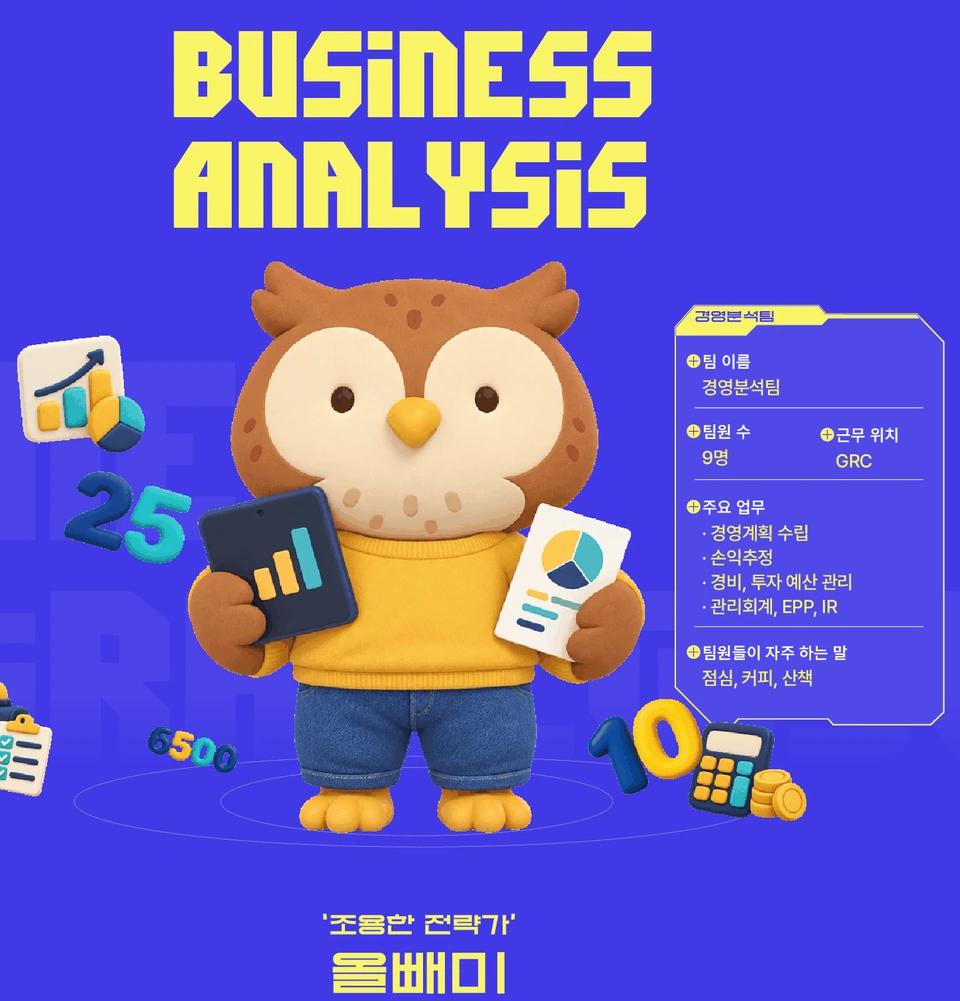 BUSiNESS
ANALYSiS
경영분석팀
팀 이름
경영분석팀
팀원 수
9명
근무 위치
GRC
주요 업무
· 경영계획 수립
· 손익추정
· 경비, 투자 예산 관리
· 관리회계, EPP, IR
팀원들이 자주 하는 말
점심, 커피, 산책
25
6500
10
'조용한 전략가'
올빼미